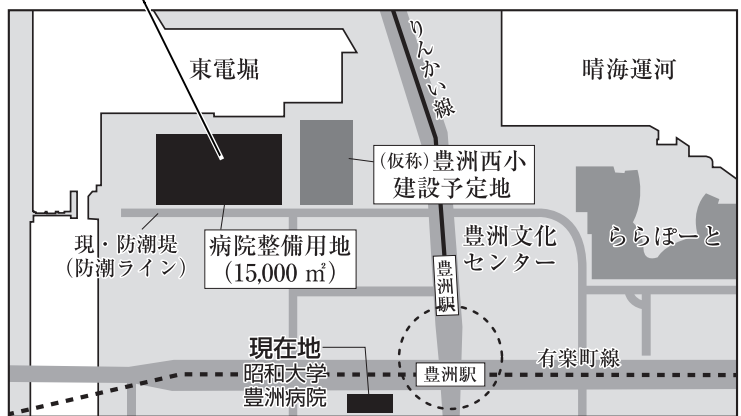 東電堀
りんかい線
晴海運河
(仮称)豊洲西小
建設予定地
現・防潮堤
(防潮ライン)
病院整備用地
(15,000 ㎡)
豊洲文化
センター
ららぽーと
豊洲駅
現在地
昭和大学
豊洲病院
豊洲駅
有楽町線